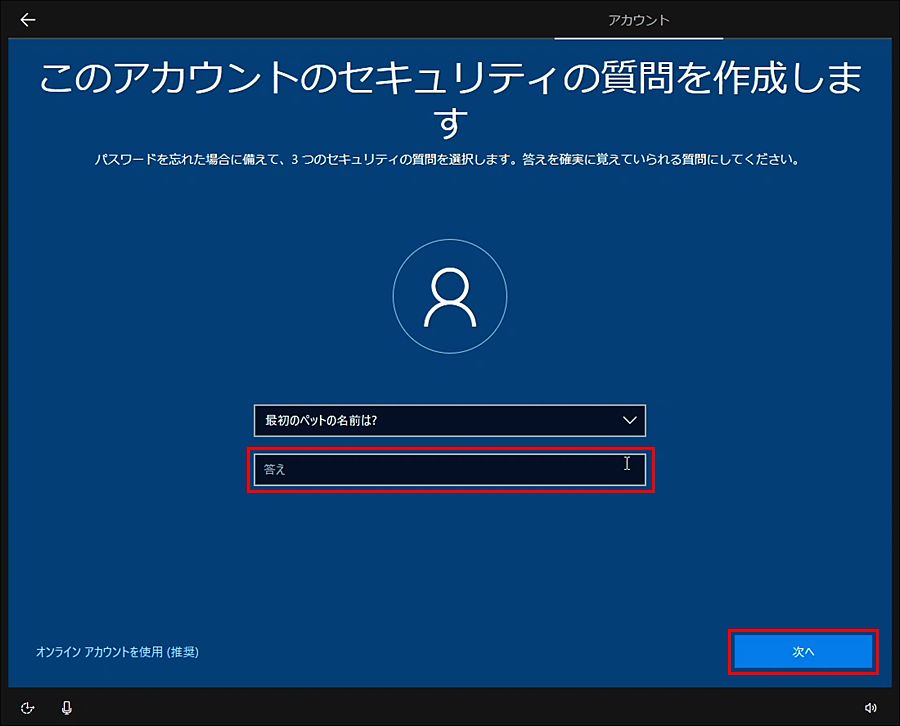 アカウント
このアカウントのセキュリティの質問を作成しま
す
パスワードを忘れた場合に備えて、3 つのセキュリティの質問を選択します。答えを確実に覚えていられる質問にしてください。
最初のペットの名前は?
答え
オンライン アカウントを使用 (推奨)
次へ